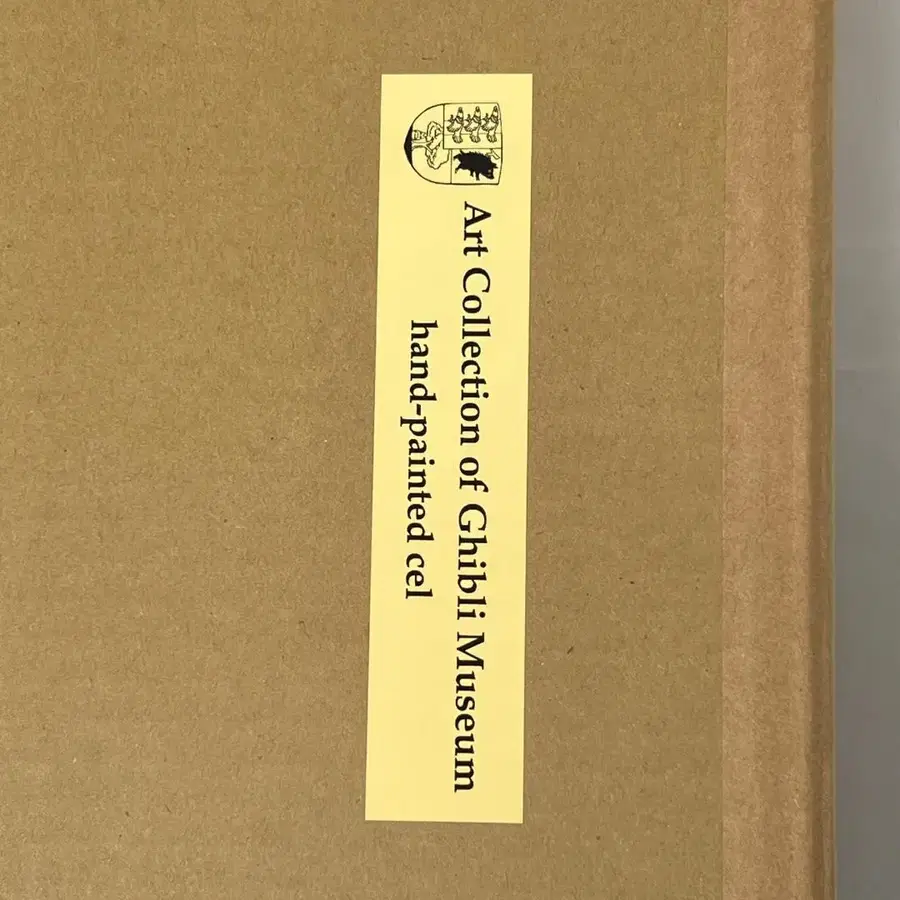 Art Collection of Ghibli Museum
hand-painted cel